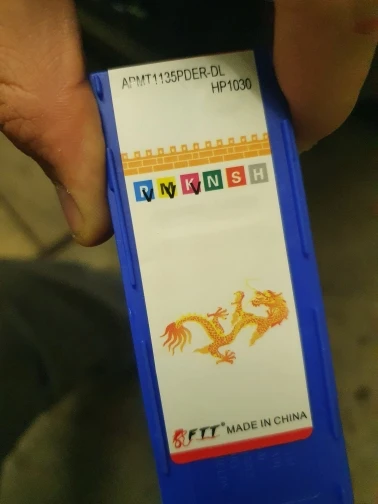 APMT1135PDER-DL
HP1030
P M K N S H
FTT® MADE IN CHINA